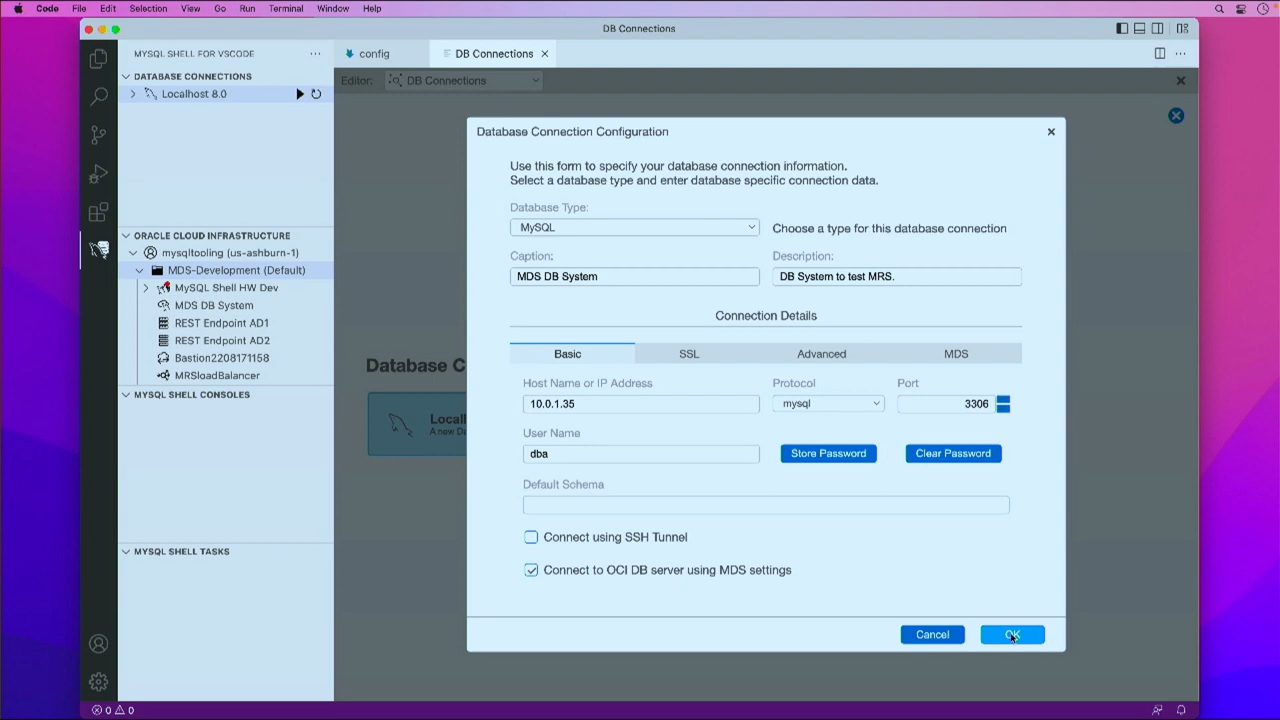 Code File Edit Selection View Go Run Terminal Window Help
DB Connections
MYSQL SHELL FOR VSCODE
config
DB Connections
DATABASE CONNECTIONS
Editor: DB Connections
Localhost 8.0
Database Connection Configuration
Use this form to specify your database connection information.
Select a database type and enter database specific connection data.
Database Type:
MySQL
Choose a type for this database connection
Caption:
Description:
MDS DB System
DB System to test MRS.
Connection Details
Basic SSL Advanced MDS
Host Name or IP Address
Protocol
Port
10.0.1.35
mysql
3306
User Name
dba
Store Password
Clear Password
Default Schema
Connect using SSH Tunnel
Connect to OCI DB server using MDS settings
Cancel
OK
ORACLE CLOUD INFRASTRUCTURE
mysqltooling (us-ashburn-1)
MDS-Development (Default)
MySQL Shell HW Dev
MDS DB System
REST Endpoint AD1
REST Endpoint AD2
Bastion2208171158
MRSloadBalancer
MYSQL SHELL CONSOLES
MYSQL SHELL TASKS
Database C
Locall
A new Da
0 0